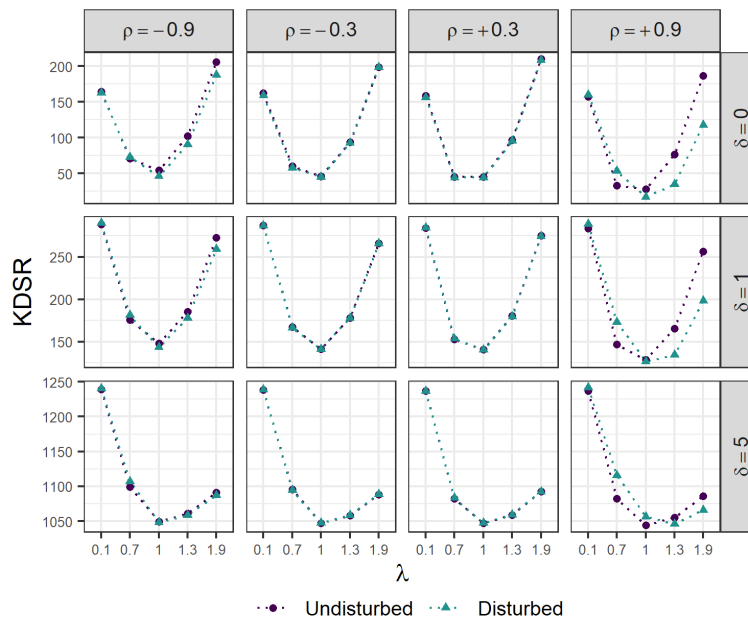 ρ = − 0.9 ρ = − 0.3 ρ = + 0.3 ρ = + 0.9
200
150
100
50
δ = 0
250
200
150
δ = 1
KDSR
1250
1200
1150
1100
1050
δ = 5
0.1 0.7 1 1.3 1.9 0.1 0.7 1 1.3 1.9 0.1 0.7 1 1.3 1.9 0.1 0.7 1 1.3 1.9
λ
Undisturbed Disturbed